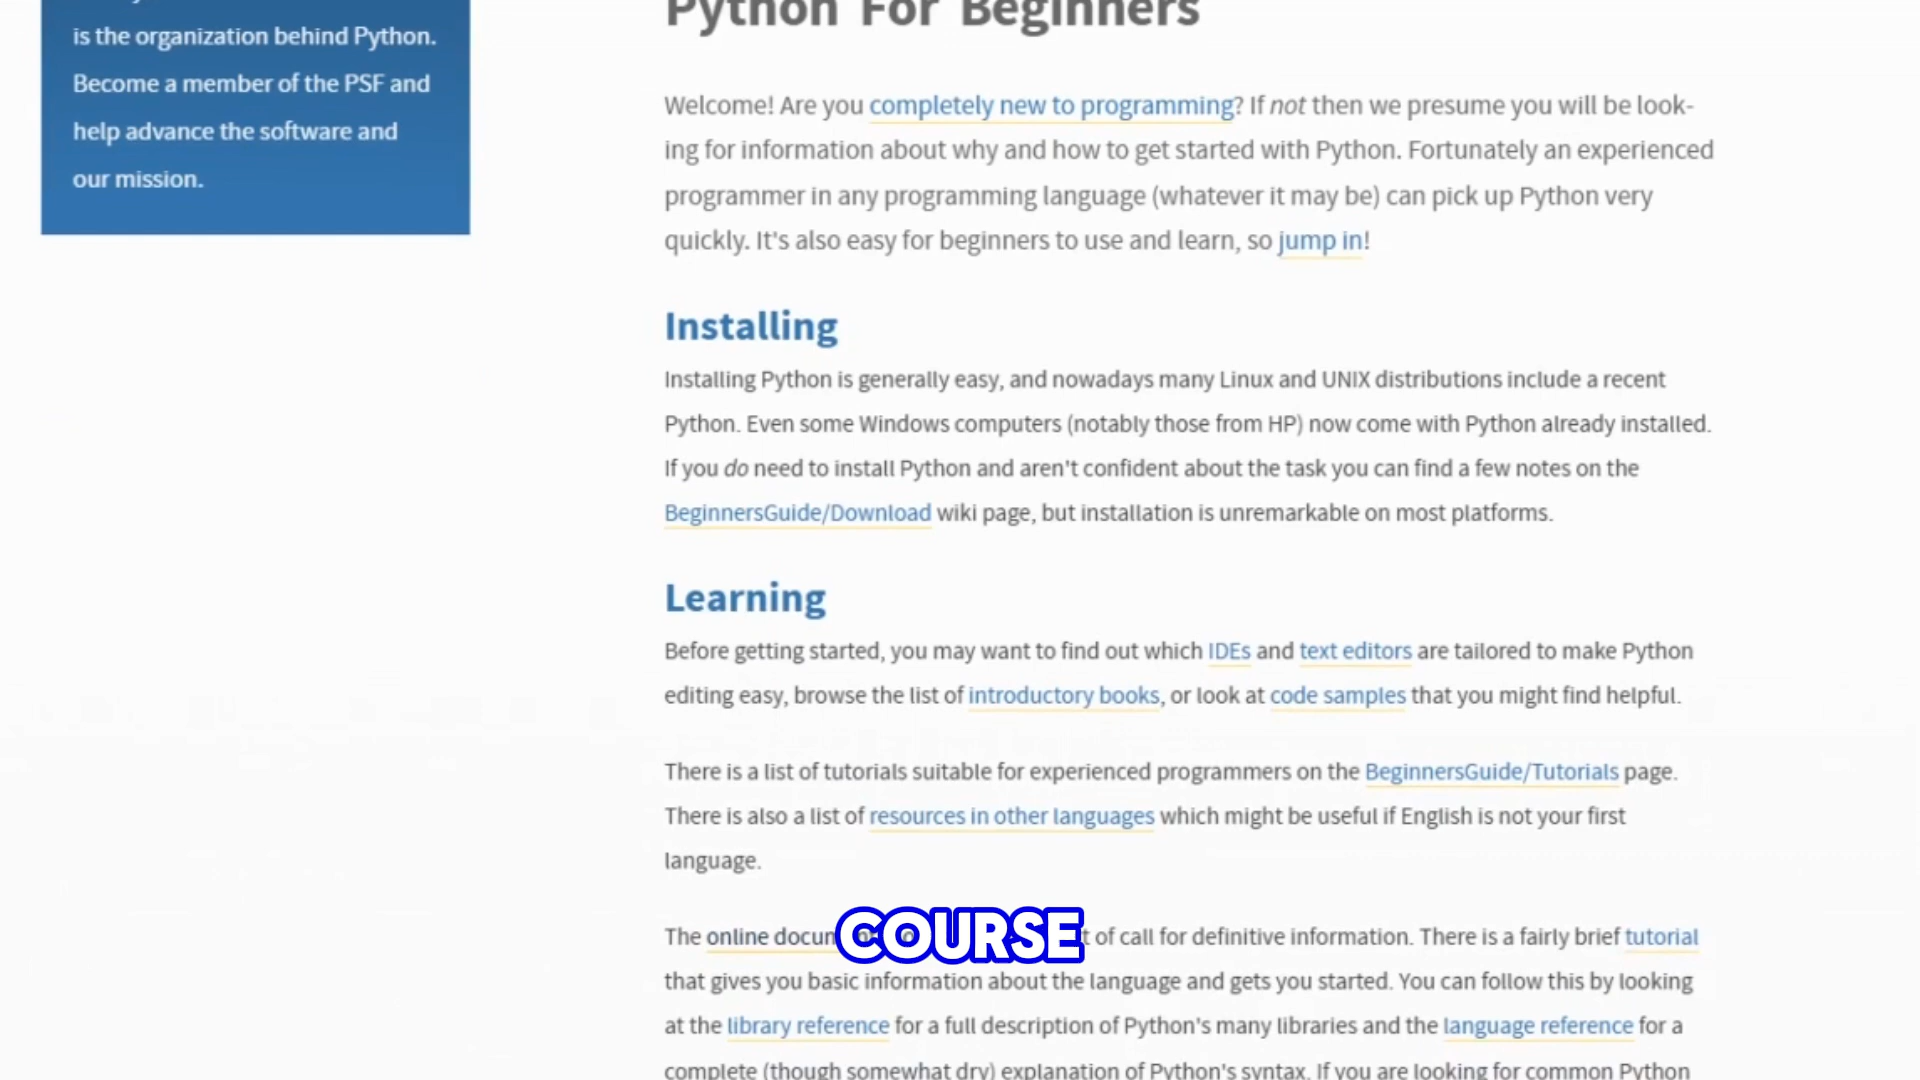 is the organization behind Python.
Become a member of the PSF and
help advance the software and
our mission.
Python For Beginners
Welcome! Are you completely new to programming? If not then we presume you will be look-
ing for information about why and how to get started with Python. Fortunately an experienced
programmer in any programming language (whatever it may be) can pick up Python very
quickly. It's also easy for beginners to use and learn, so jump in!
Installing
Installing Python is generally easy, and nowadays many Linux and UNIX distributions include a recent
Python. Even some Windows computers (notably those from HP) now come with Python already installed.
If you do need to install Python and aren't confident about the task you can find a few notes on the
BeginnersGuide/Download wiki page, but installation is unremarkable on most platforms.
Learning
Before getting started, you may want to find out which IDEs and text editors are tailored to make Python
editing easy, browse the list of introductory books, or look at code samples that you might find helpful.
There is a list of tutorials suitable for experienced programmers on the BeginnersGuide/Tutorials page.
There is also a list of resources in other languages which might be useful if English is not your first
language.
The online of call for definitive information. There is a fairly brief tutorial
COURSE
that gives you basic information about the language and gets you started. You can follow this by looking
at the library reference for a full description of Python's many libraries and the language reference for a
complete (though somewhat dry) explanation of Python's syntax. If you are looking for common Python